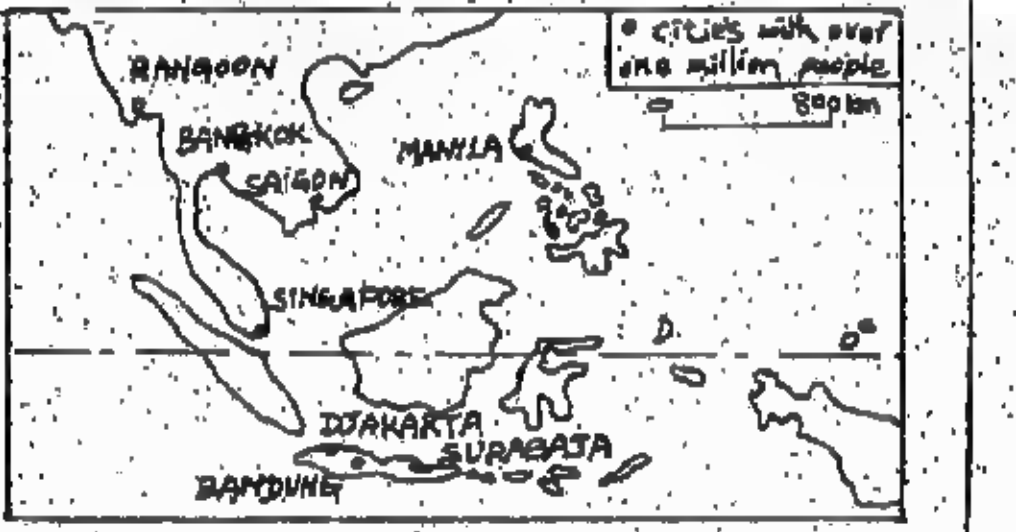 • cities with over
one million people
800 km
RANGOON
BANGKOK
MANILA
SAIGON
SINGAPORE
DJAKARTA
SURABAJA
BANDUNG